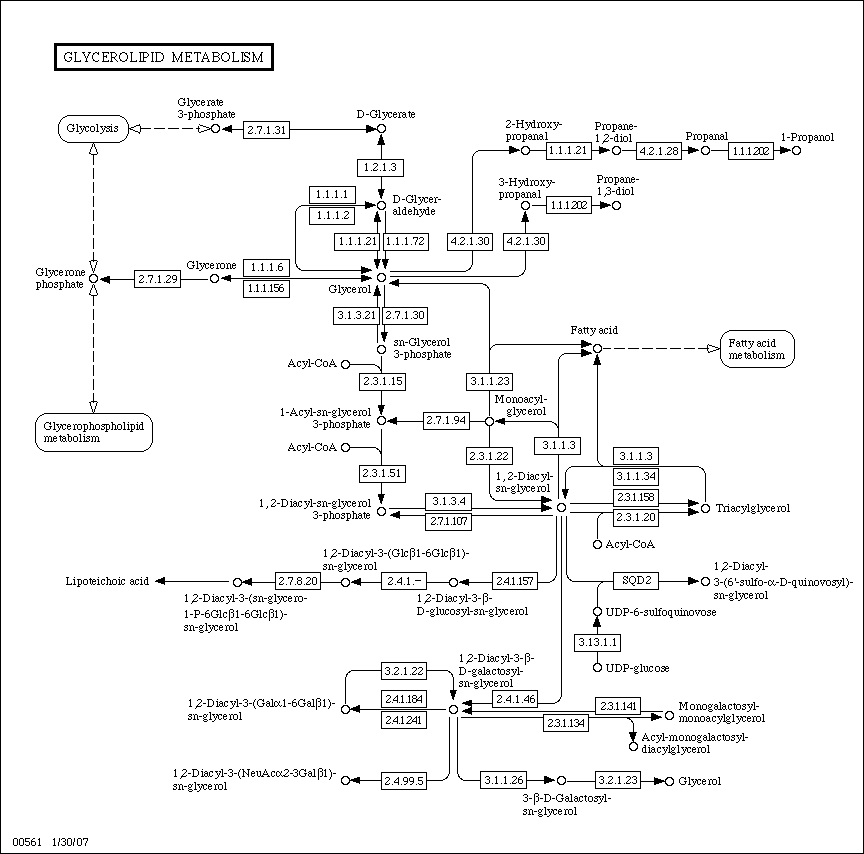 GLYCEROLIPID METABOLISM
Glycerate
3-phosphate
Glycolysis
2.7.1.31
D-Glycerate
1.2.1.3
2-Hydroxy-
propanal
1.1.1.21
Propane-
1,2-diol
4.2.1.28
Propanal
1.1.1.202
1-Propanol
1.1.1.1
1.1.1.2
D-Glycer-
aldehyde
3-Hydroxy-
propanal
1.1.1.202
Propane-
1,3-diol
1.1.1.21
1.1.1.72
4.2.1.30
4.2.1.30
Glycerone
phosphate
2.7.1.29
Glycerone
1.1.1.6
1.1.1.156
Glycerol
3.1.3.21
2.7.1.30
sn-Glycerol
3-phosphate
Fatty acid
Fatty acid
metabolism
Acyl-CoA
2.3.1.15
3.1.1.23
Monoacyl-
glycerol
1-Acyl-sn-glycerol
3-phosphate
2.7.1.94
Glycerophospholipid
metabolism
Acyl-CoA
2.3.1.51
2.3.1.22
3.1.1.3
3.1.1.3
3.1.1.34
1,2-Diacyl-
sn-glycerol
1,2-Diacyl-sn-glycerol
3-phosphate
3.1.3.4
2.7.1.107
2.3.1.158
2.3.1.20
Triacylglycerol
Acyl-CoA
Lipoteichoic acid
2.7.8.20
1,2-Diacyl-3-(Glcβ1-6Glcβ1)-
sn-glycerol
2.4.1.–
2.4.1.157
SQD2
1,2-Diacyl-
3-(6'-sulfo-α-D-quinovosyl)-
sn-glycerol
1,2-Diacyl-3-(sn-glycero-
1-P-6Glcβ1-6Glcβ1)-
sn-glycerol
1,2-Diacyl-3-β-
D-glucosyl-sn-glycerol
UDP-6-sulfoquinovose
3.13.1.1
UDP-glucose
3.2.1.22
1,2-Diacyl-3-β-
D-galactosyl-
sn-glycerol
1,2-Diacyl-3-(Galα1-6Galβ1)-
sn-glycerol
2.4.1.184
2.4.1.241
2.4.1.46
2.3.1.141
2.3.1.134
Monogalactosyl-
monoacylglycerol
Acyl-monogalactosyl-
diacylglycerol
1,2-Diacyl-3-(NeuAcα2-3Galβ1)-
sn-glycerol
2.4.99.5
3.1.1.26
3.2.1.23
Glycerol
3-β-D-Galactosyl-
sn-glycerol
00561 1/30/07